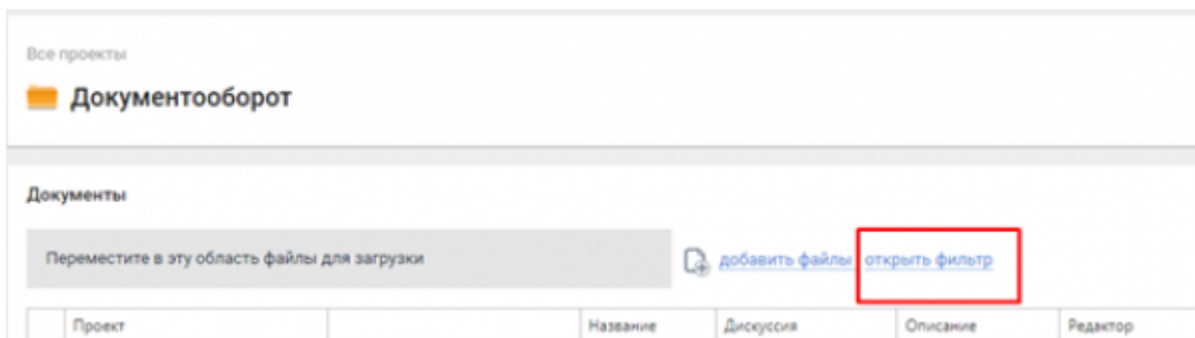 Все проекты
Документооборот
Документы
Переместите в эту область файлы для загрузки добавить файлы открыть фильтр
Проект Название Дискуссия Описание Редактор